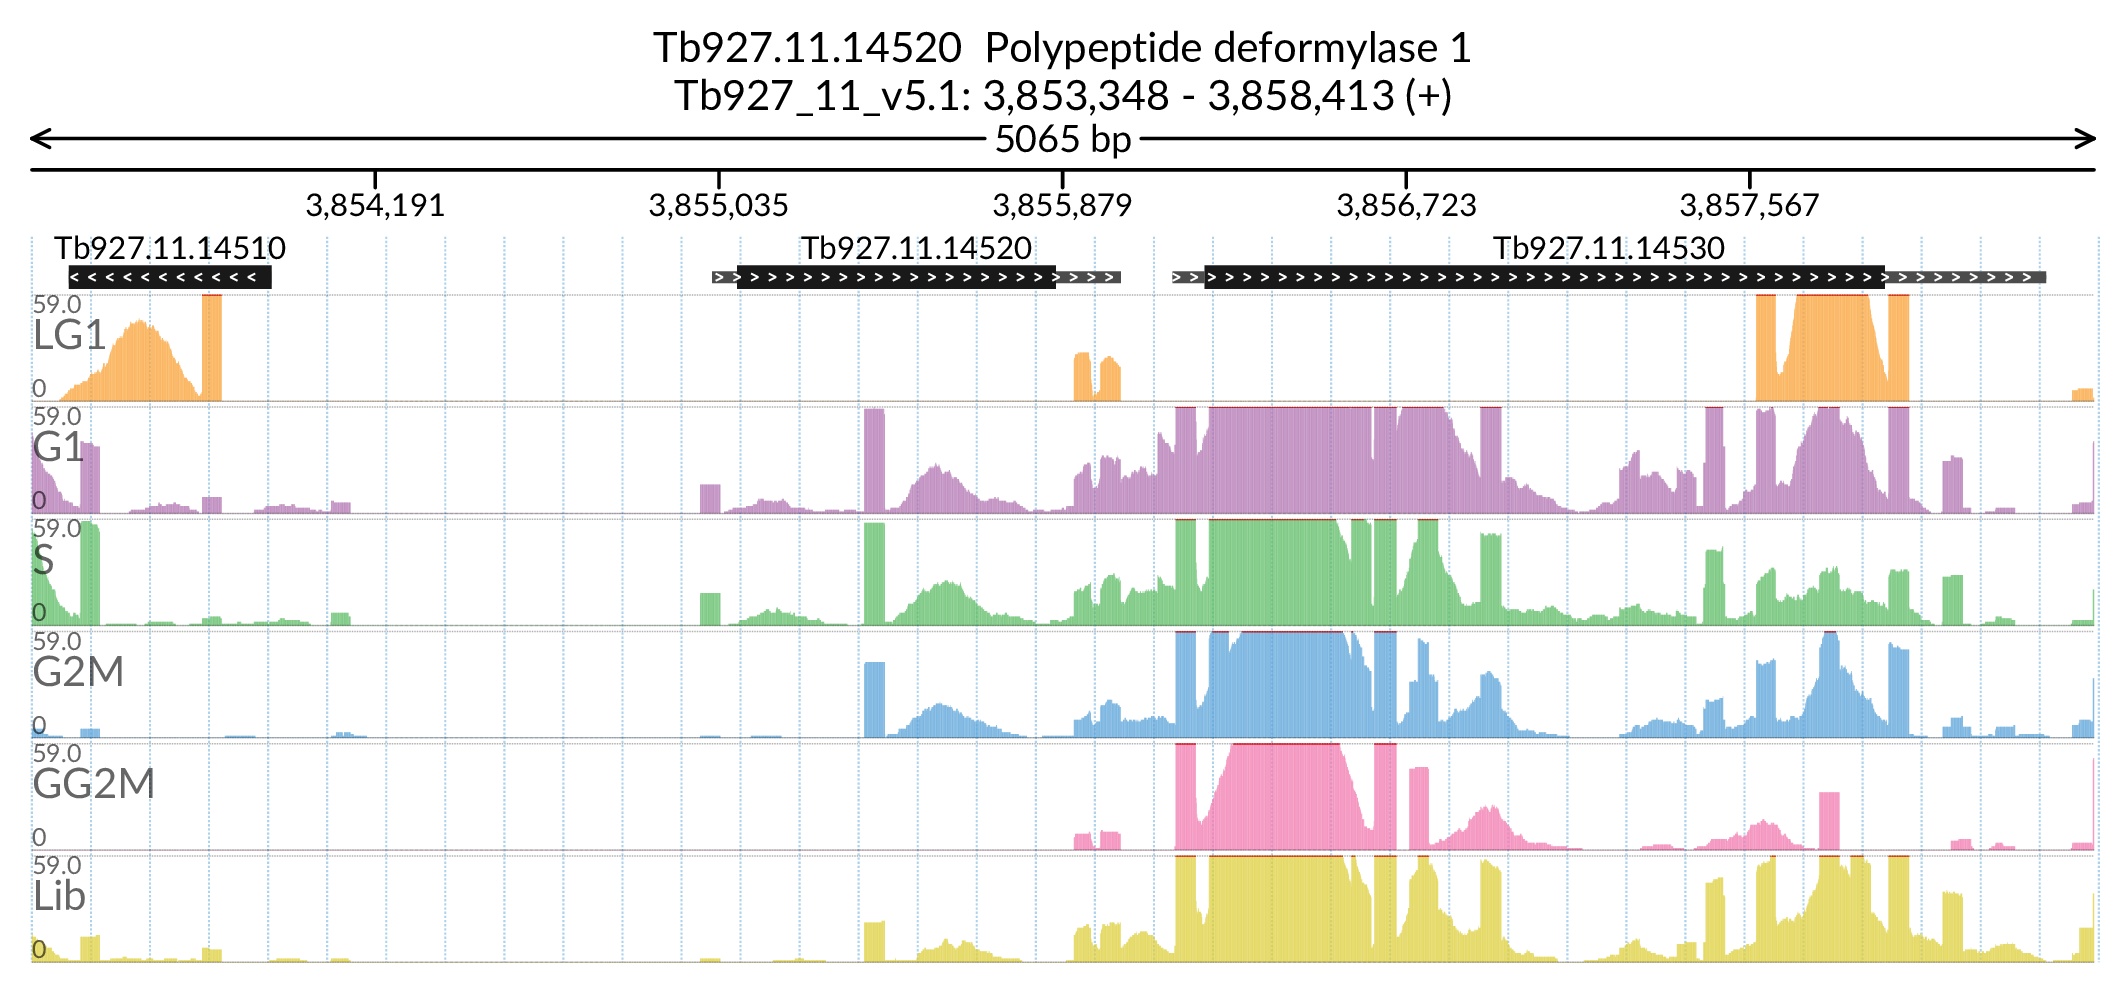 Tb927.11.14520  Polypeptide deformylase 1
Tb927_11_v5.1: 3,853,348 - 3,858,413 (+)
5065 bp
3,854,191 3,855,035 3,855,879 3,856,723 3,857,567
Tb927.11.14510 Tb927.11.14520 Tb927.11.14530
59.0
LG1
0
59.0
G1
0
59.0
S
0
59.0
G2M
0
59.0
GG2M
0
59.0
Lib
0